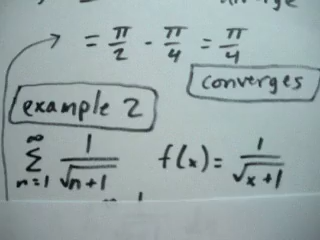 = π/2 - π/4 = π/4
converges
example 2
∞ ∑ n=1 1/√(n+1) f(x) = 1/√(x+1)